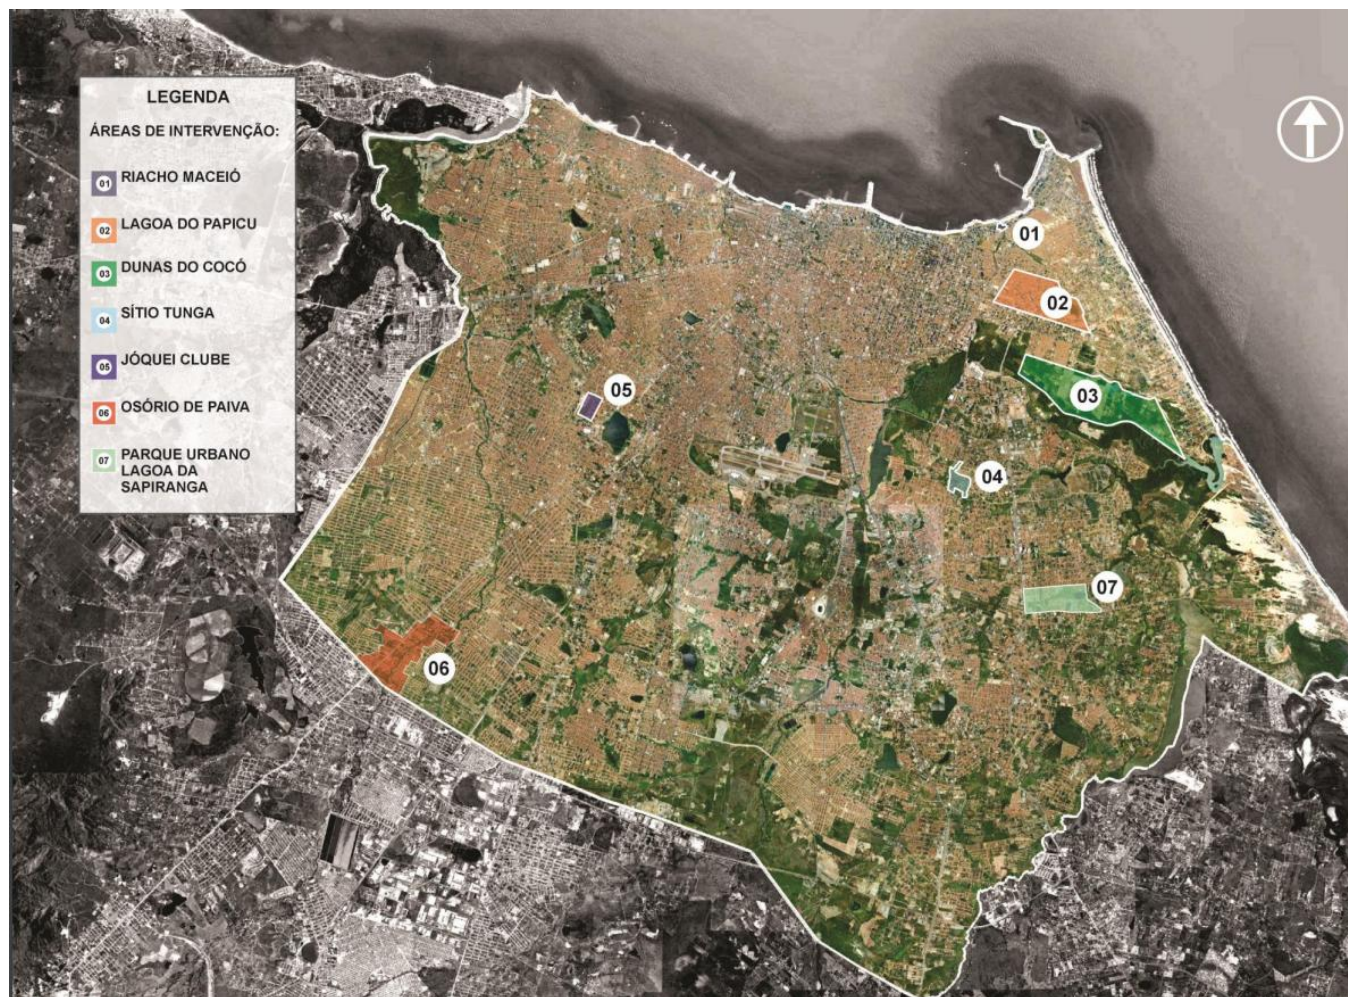 LEGENDA
ÁREAS DE INTERVENÇÃO:
01 RIACHO MACEIÓ
02 LAGOA DO PAPICU
03 DUNAS DO COCÓ
04 SÍTIO TUNGA
05 JÓQUEI CLUBE
06 OSÓRIO DE PAIVA
07 PARQUE URBANO
LAGOA DA
SAPIRANGA
01
02
03
05
04
07
06